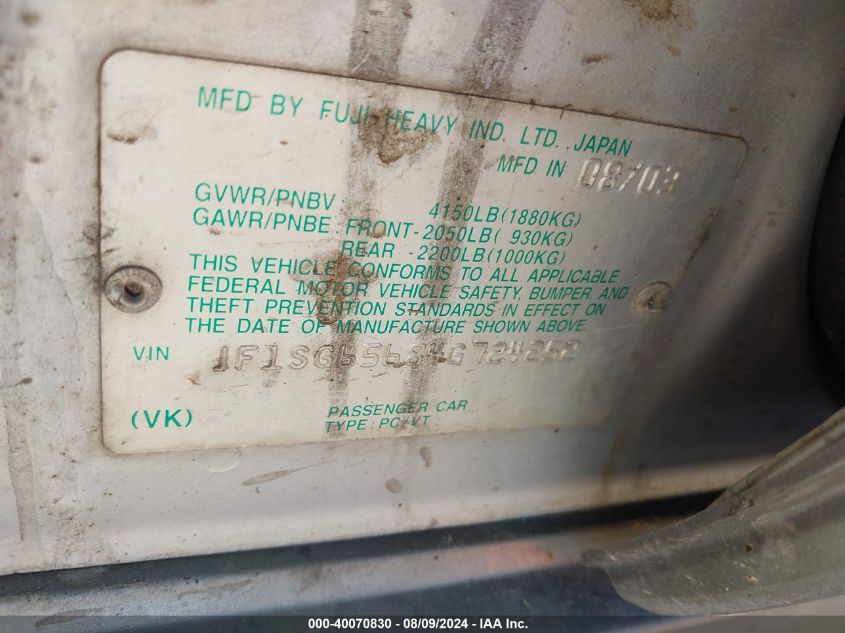 MFD BY FUJI HEAVY IND. LTD., JAPAN
MFD IN 08/03
GVWR/PNBV : 4150LB(1880KG)
GAWR/PNBE : FRONT-2050LB( 930KG)
REAR -2200LB(1000KG)
THIS VEHICLE CONFORMS TO ALL APPLICABLE
FEDERAL MOTOR VEHICLE SAFETY, BUMPER, AND
THEFT PREVENTION STANDARDS IN EFFECT ON
THE DATE OF MANUFACTURE SHOWN ABOVE.
VIN JF1SG65684G724252
(VK) PASSENGER CAR
TYPE : PC/VT
000-40070830 - 08/09/2024 - IAA Inc.